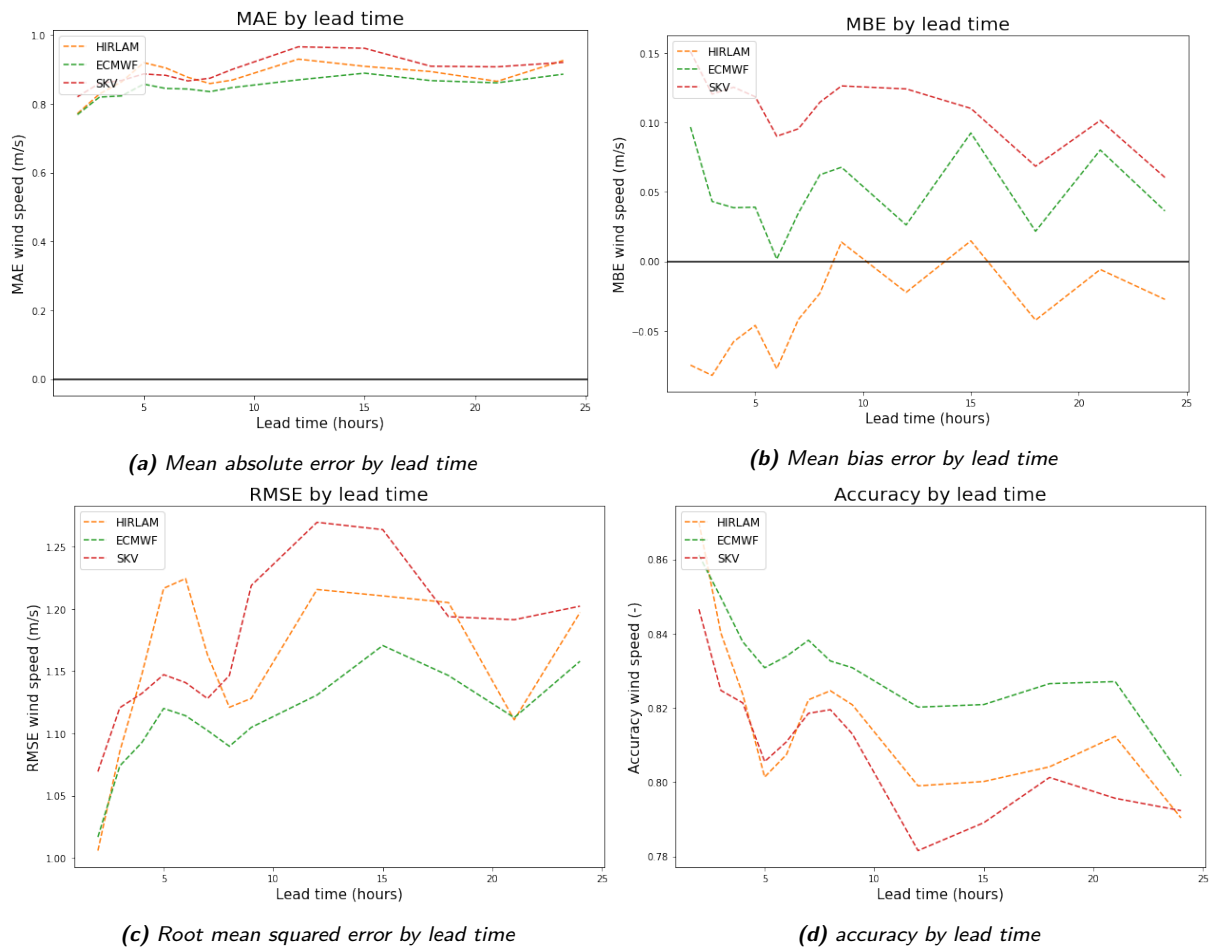 MAE by lead time
HIRLAM
ECMWF
SKV
1.0
0.8
0.6
0.4
0.2
0.0
MAE wind speed (m/s)
5
10
15
20
25
Lead time (hours)
(a) Mean absolute error by lead time
MBE by lead time
HIRLAM
ECMWF
SKV
0.15
0.10
0.05
0.00
−0.05
MBE wind speed (m/s)
5
10
15
20
25
Lead time (hours)
(b) Mean bias error by lead time
RMSE by lead time
HIRLAM
ECMWF
SKV
1.25
1.20
1.15
1.10
1.05
1.00
RMSE wind speed (m/s)
5
10
15
20
25
Lead time (hours)
(c) Root mean squared error by lead time
Accuracy by lead time
HIRLAM
ECMWF
SKV
0.86
0.84
0.82
0.80
0.78
Accuracy wind speed (-)
5
10
15
20
25
Lead time (hours)
(d) accuracy by lead time